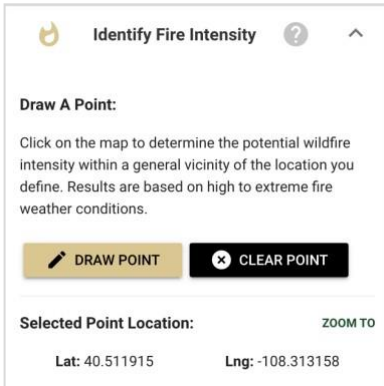 Identify Fire Intensity ?
Draw A Point:
Click on the map to determine the potential wildfire
intensity within a general vicinity of the location you
define. Results are based on high to extreme fire
weather conditions.
DRAW POINT CLEAR POINT
Selected Point Location: ZOOM TO
Lat: 40.511915 Lng: -108.313158